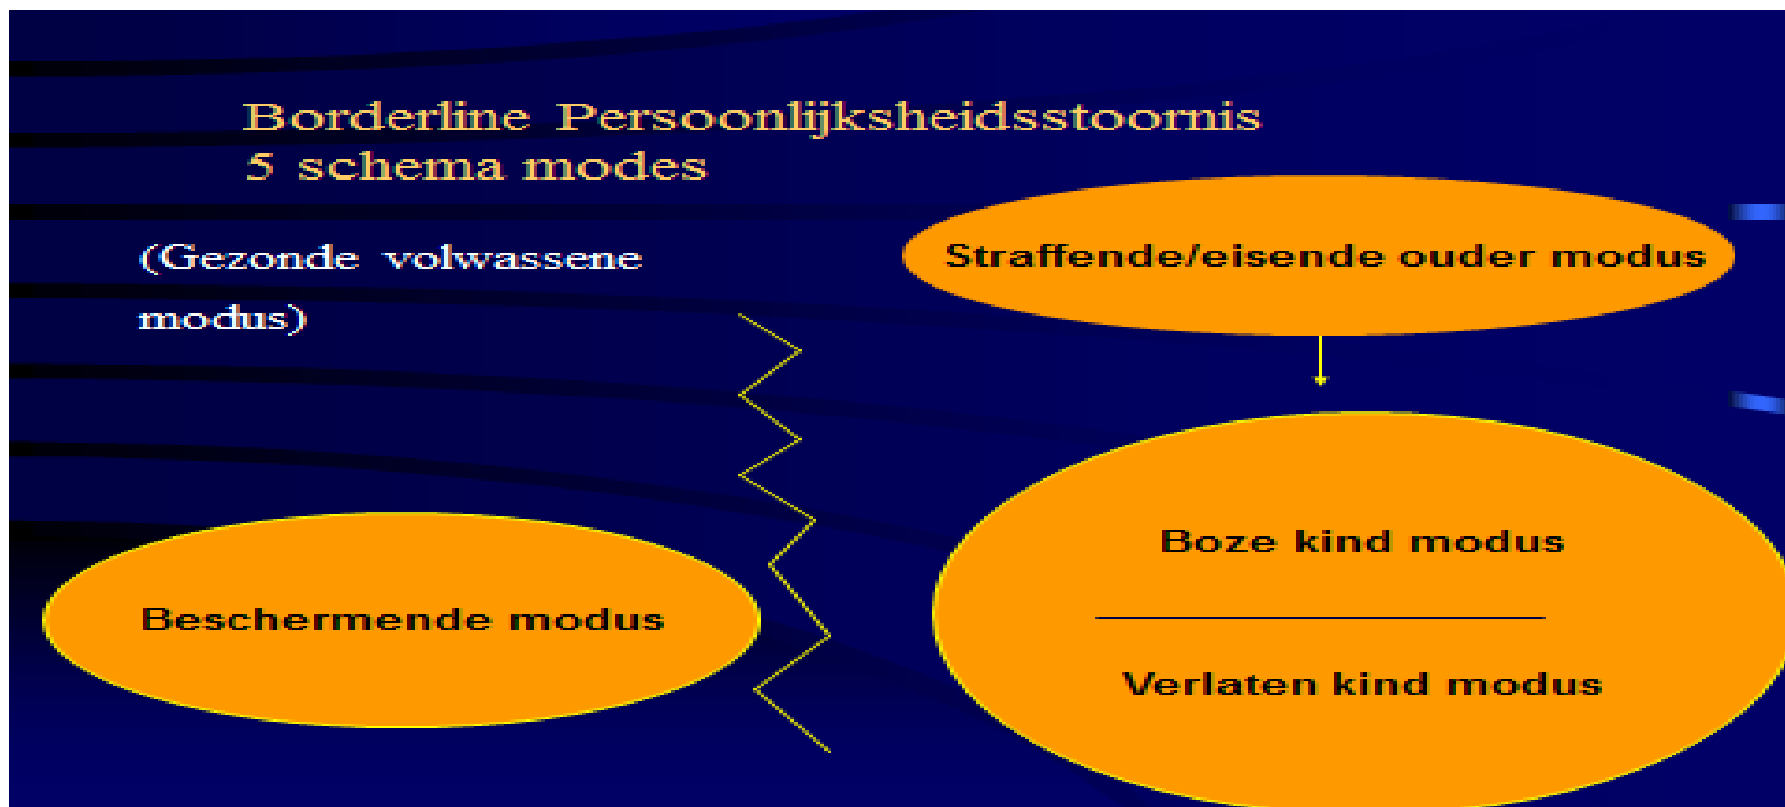 Borderline Persoonlijksheidsstoornis
5 schema modes
(Gezonde volwassene
modus)
Straffende/eisende ouder modus
Boze kind modus
Verlaten kind modus
Beschermende modus